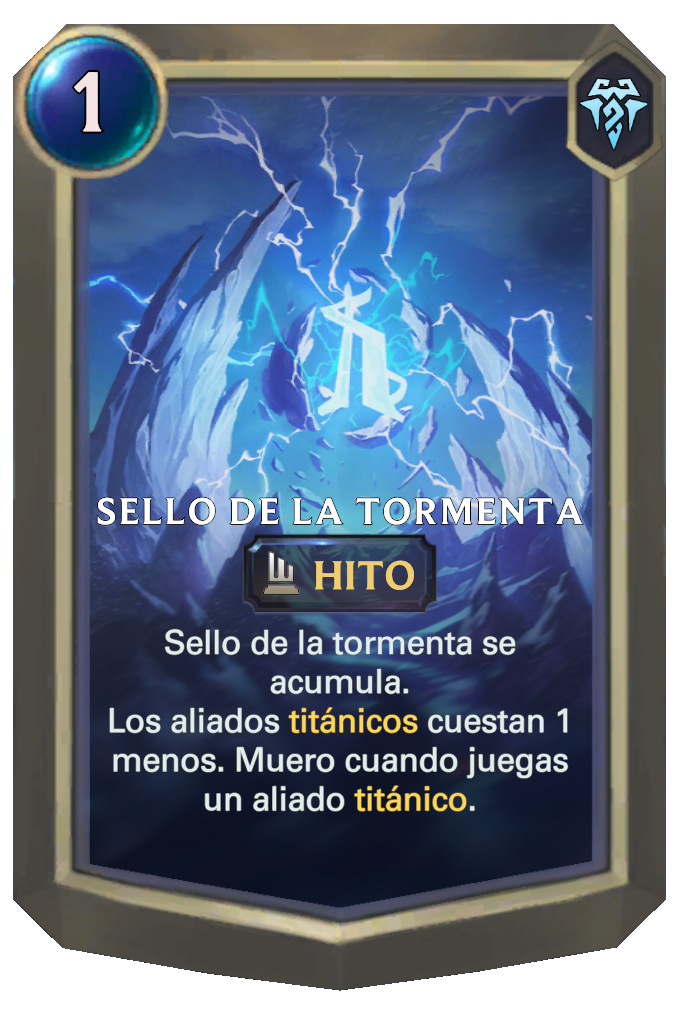 1
SELLO DE LA TORMENTA
HITO
Sello de la tormenta se
acumula.
Los aliados titánicos cuestan 1
menos. Muero cuando juegas
un aliado titánico.